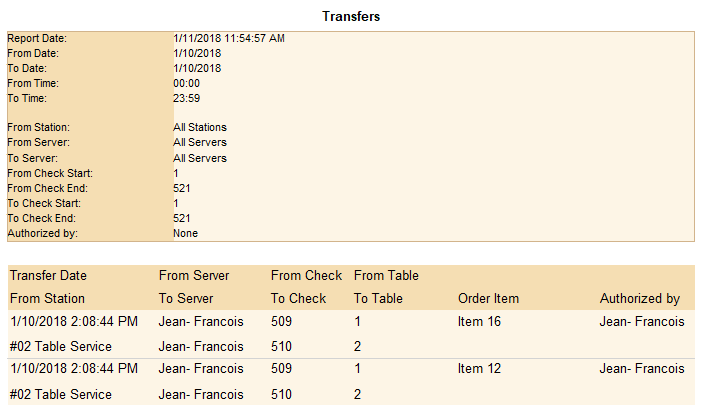 Transfers
Report Date: 1/11/2018 11:54:57 AM
From Date: 1/10/2018
To Date: 1/10/2018
From Time: 00:00
To Time: 23:59
From Station: All Stations
From Server: All Servers
To Server: All Servers
From Check Start: 1
From Check End: 521
To Check Start: 1
To Check End: 521
Authorized by: None
Transfer Date From Server From Check From Table
From Station To Server To Check To Table Order Item Authorized by
1/10/2018 2:08:44 PM Jean- Francois 509 1 Item 16 Jean- Francois
#02 Table Service Jean- Francois 510 2
1/10/2018 2:08:44 PM Jean- Francois 509 1 Item 12 Jean- Francois
#02 Table Service Jean- Francois 510 2